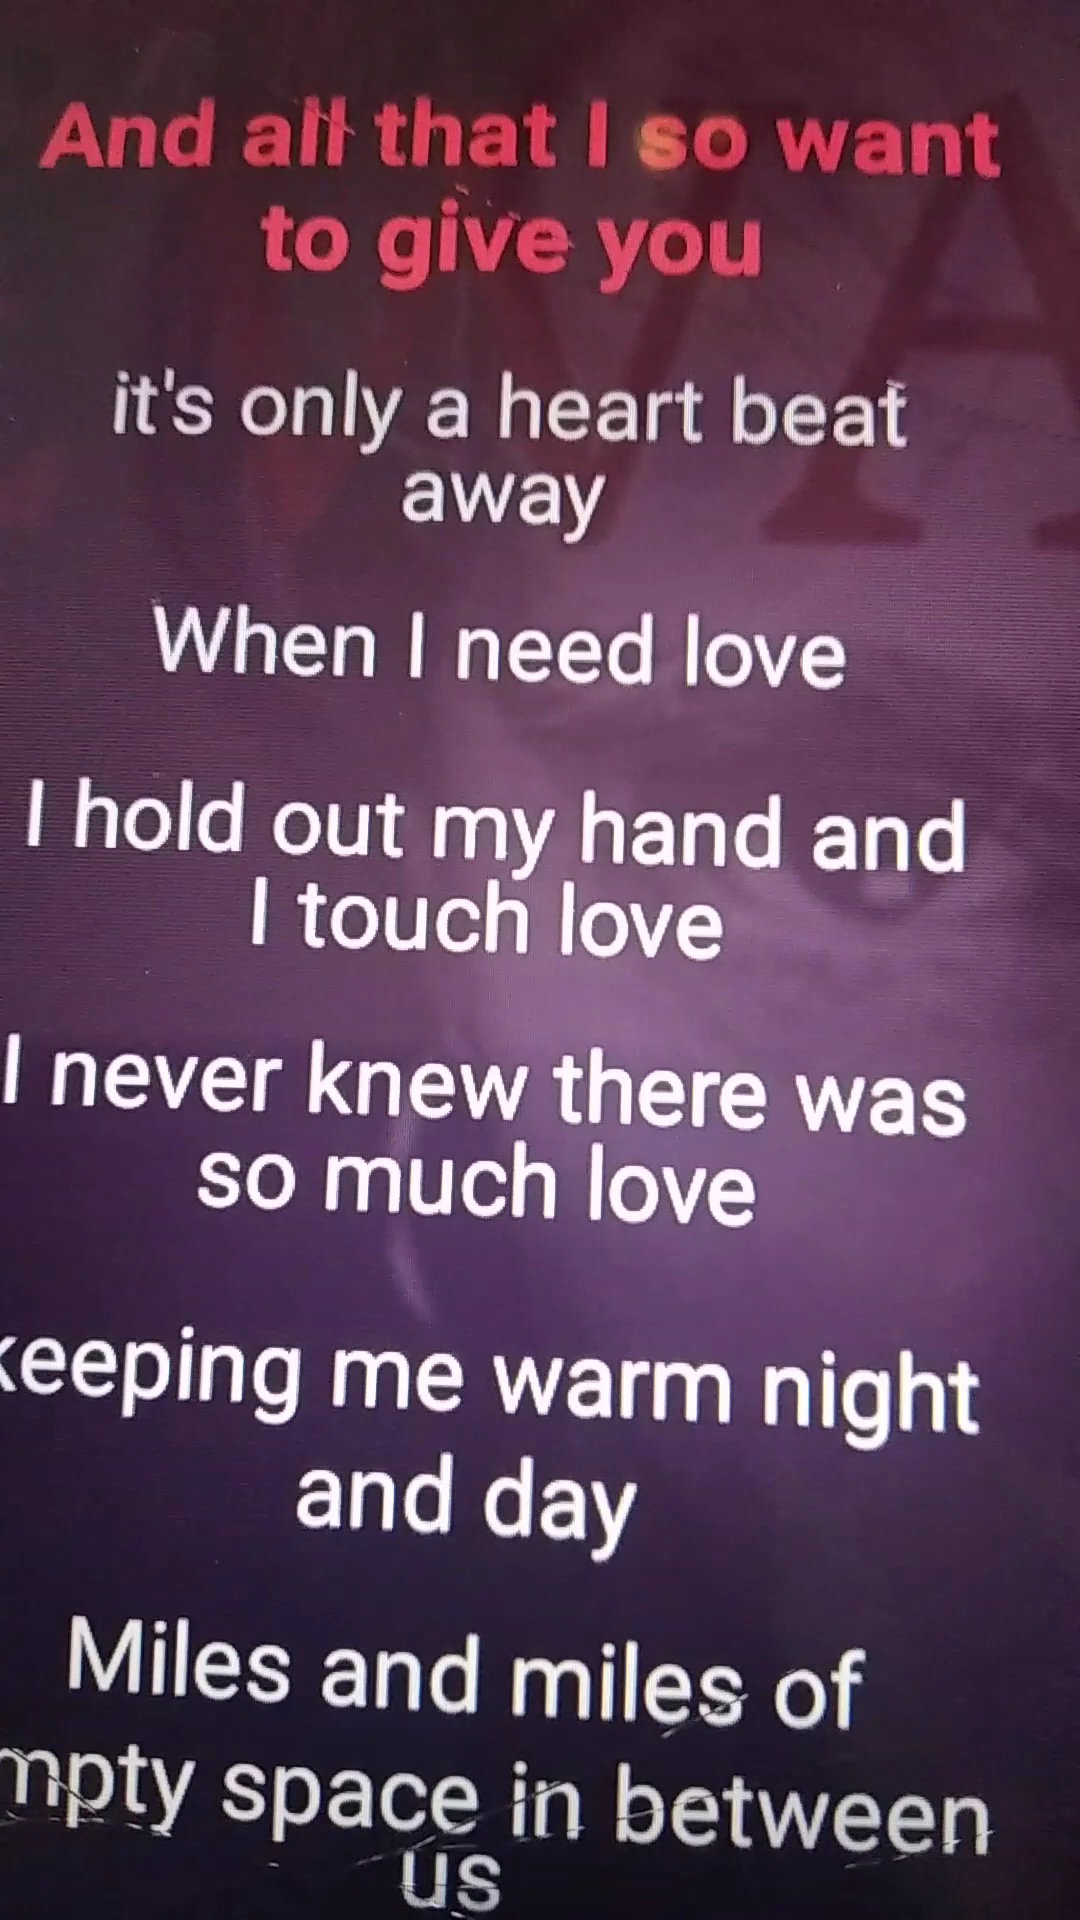 And all that I so want
to give you
it's only a heart beat
away
When I need love
I hold out my hand and
I touch love
I never knew there was
so much love
keeping me warm night
and day
Miles and miles of
mpty space in between
us